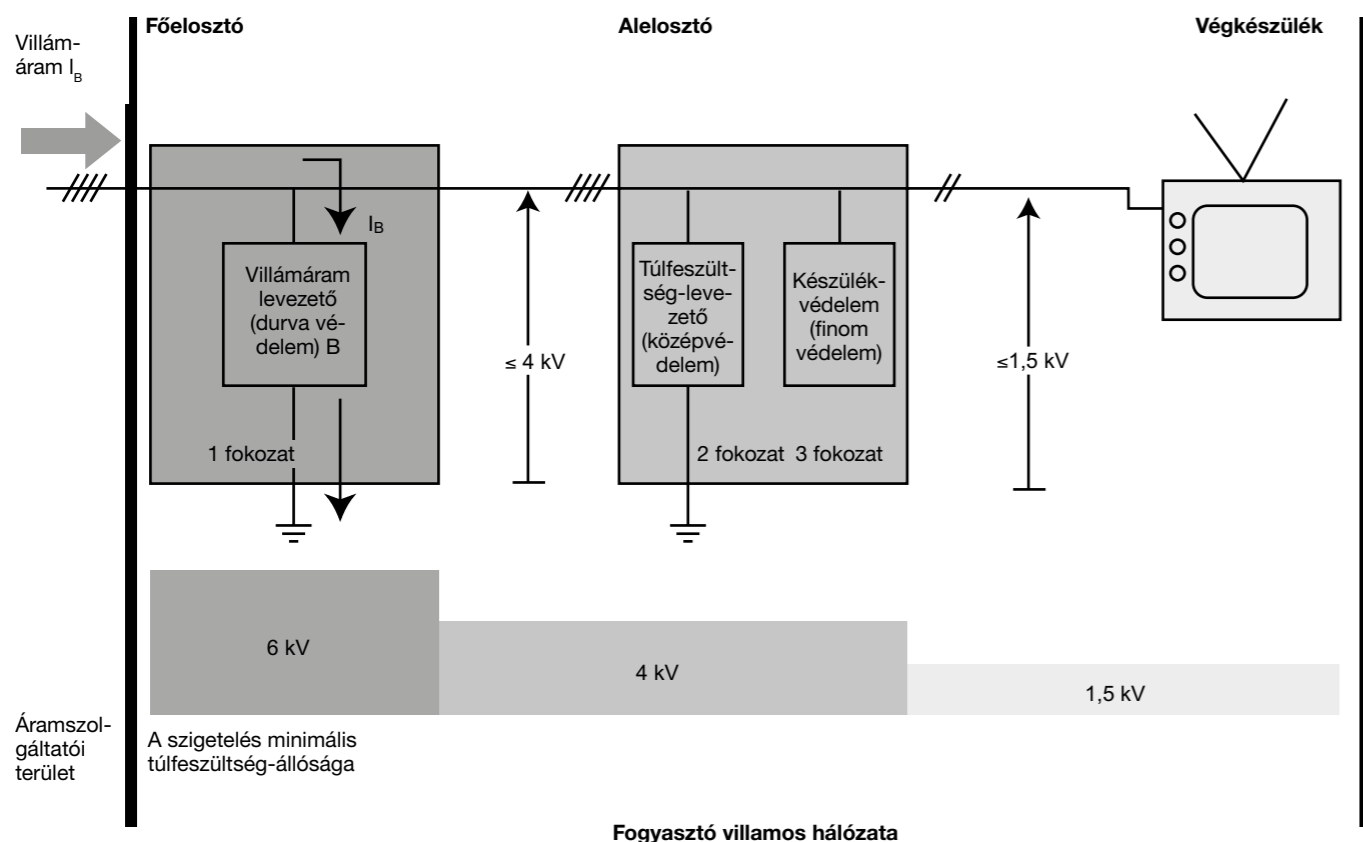 Villám-
áram I_B
Főelosztó
Alelosztó
Végkészülék
I_B
Villámáram
levezető
(durva vé-
delem) B
1 fokozat
≤ 4 kV
Túlfeszült-
ség-leve-
zető
(középvé-
delem)
Készülék-
védelem
(finom
védelem)
2 fokozat 3 fokozat
≤1,5 kV
6 kV
4 kV
1,5 kV
Áramszol-
gáltatói
terület
A szigetelés minimális
túlfeszültség-állósága
Fogyasztó villamos hálózata